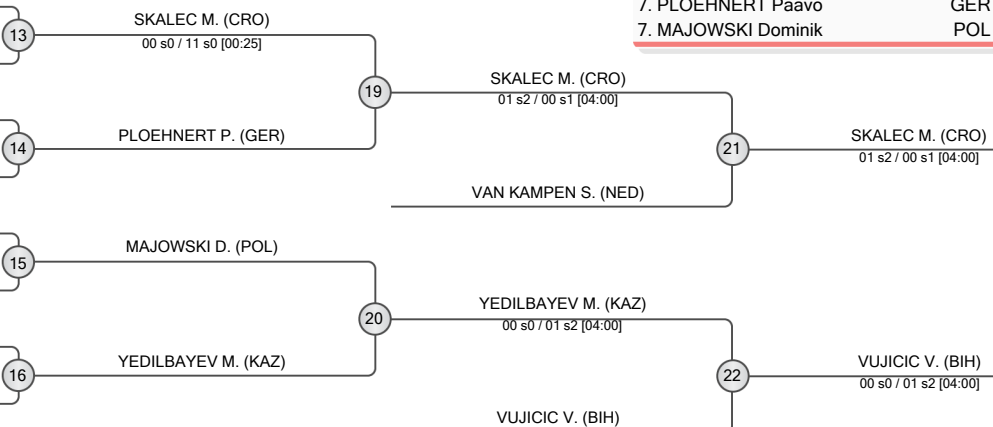 7. PLOEHNERT Paavo GER
7. MAJOWSKI Dominik POL
13
SKALEC M. (CRO)
00 s0 / 11 s0 [00:25]
19
SKALEC M. (CRO)
01 s2 / 00 s1 [04:00]
14
PLOEHNERT P. (GER)
21
SKALEC M. (CRO)
01 s2 / 00 s1 [04:00]
VAN KAMPEN S. (NED)
15
MAJOWSKI D. (POL)
20
YEDILBAYEV M. (KAZ)
00 s0 / 01 s2 [04:00]
16
YEDILBAYEV M. (KAZ)
22
VUJICIC V. (BIH)
00 s0 / 01 s2 [04:00]
VUJICIC V. (BIH)